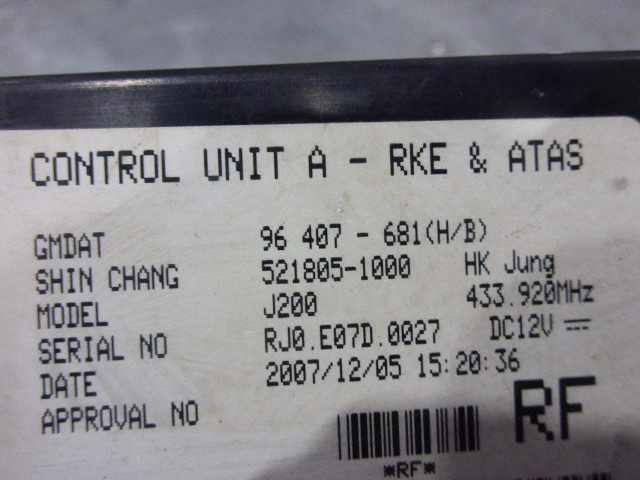 CONTROL UNIT A - RKE & ATAS
GMDAT 96 407 - 681(H/B)
SHIN CHANG 521805-1000 HK Jung
MODEL J200 433.920MHz
SERIAL NO RJ0.E07D.0027 DC12V ⎓
DATE 2007/12/05 15:20:36
APPROVAL NO
RF
*RF*